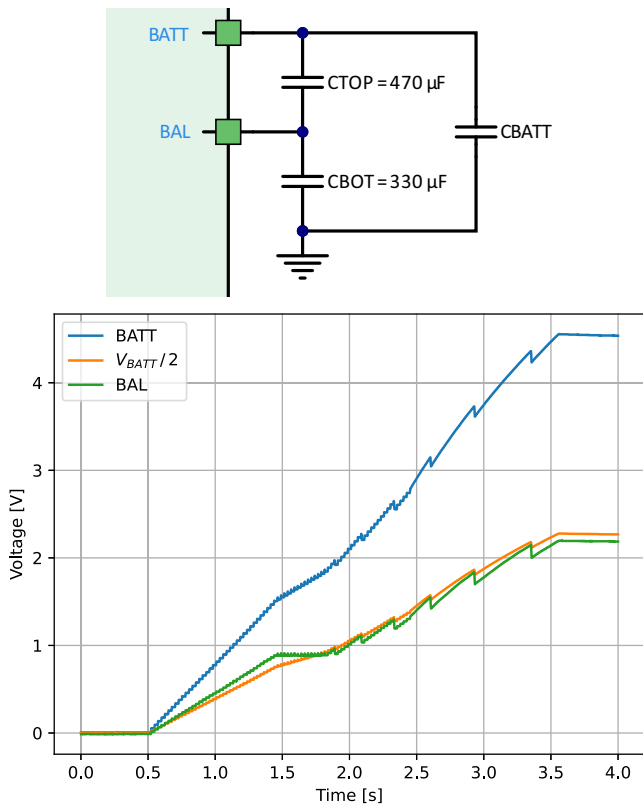 BATT
CTOP = 470 µF
BAL
CBATT
CBOT = 330 µF
BATT
V_BATT / 2
BAL
Voltage [V]
4
3
2
1
0
0.0 0.5 1.0 1.5 2.0 2.5 3.0 3.5 4.0
Time [s]